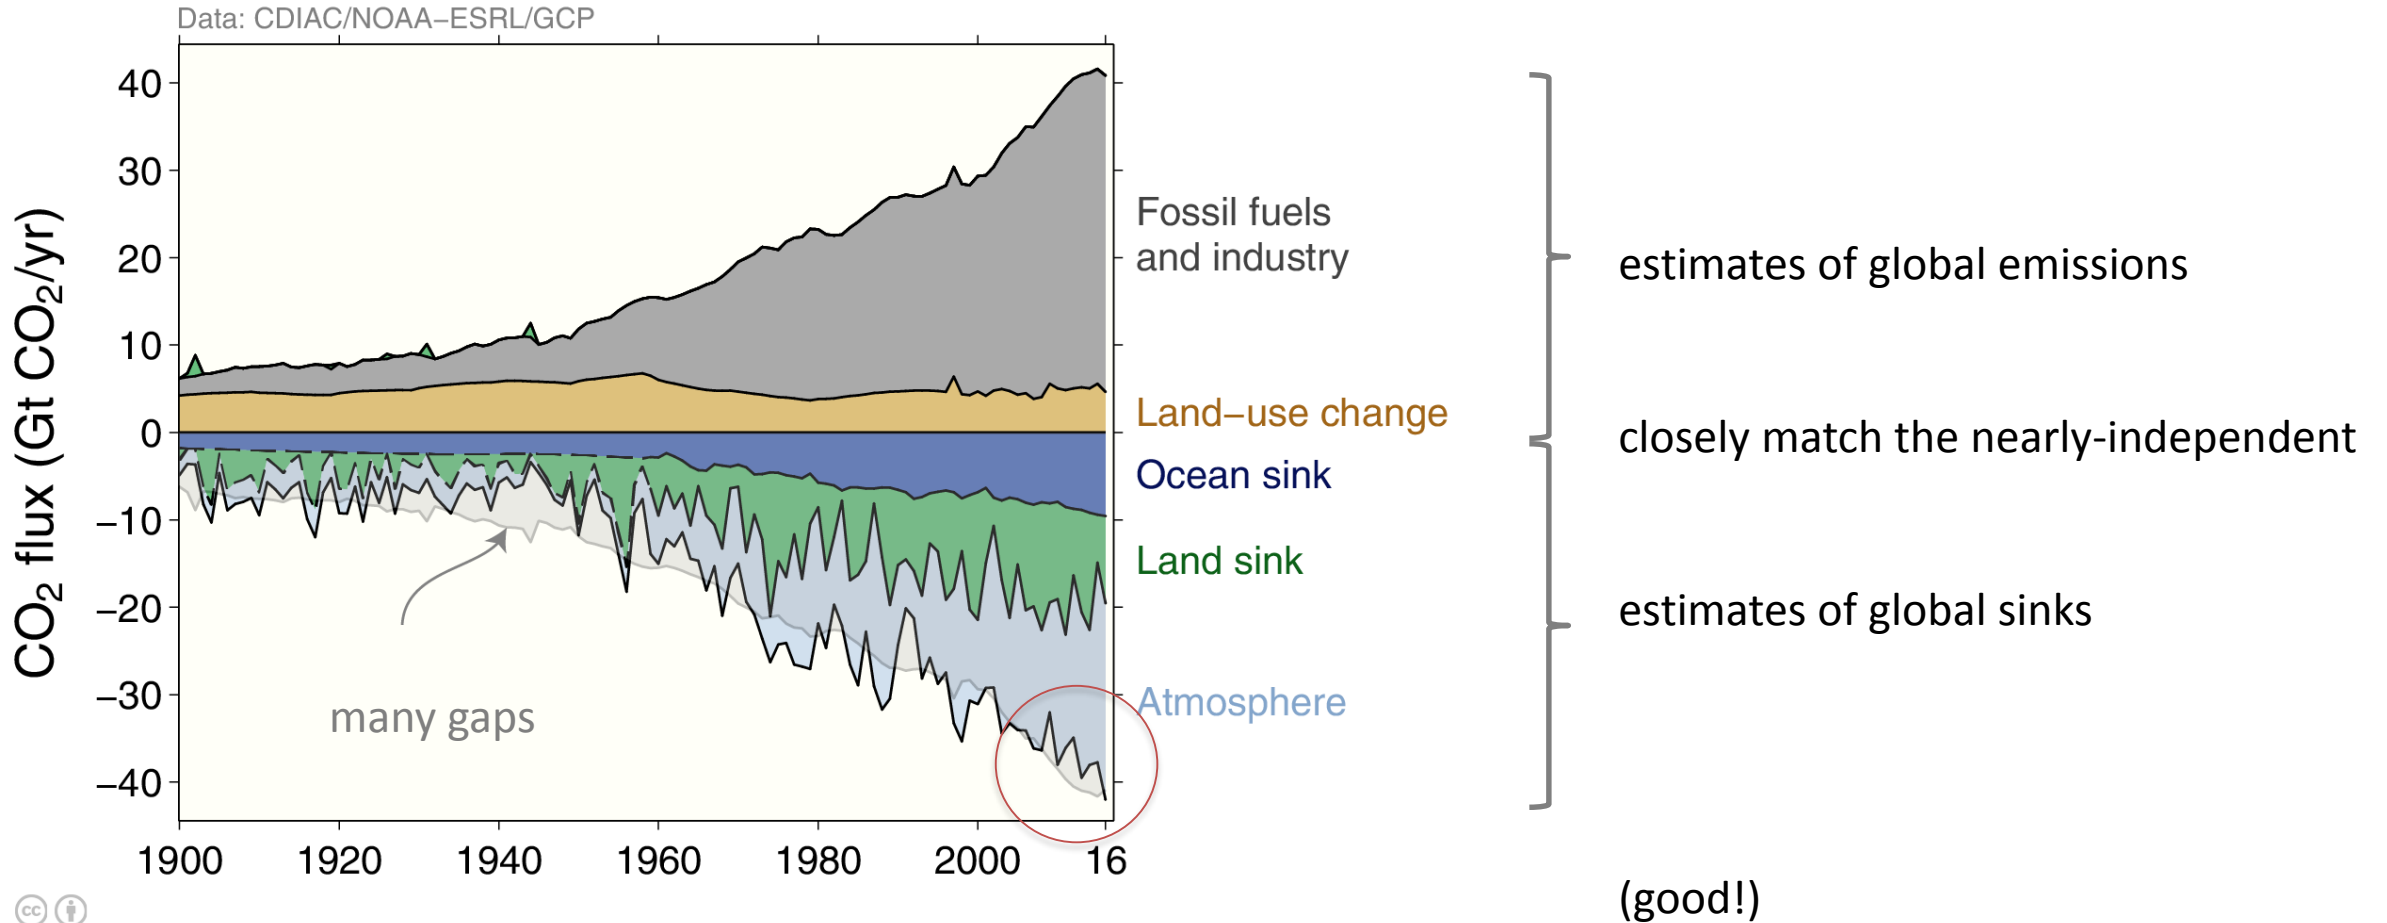 Data: CDIAC/NOAA−ESRL/GCP
CO2 flux (Gt CO2/yr)
40
30
20
10
0
−10
−20
−30
−40
1900
1920
1940
1960
1980
2000
16
many gaps
Fossil fuels
and industry
Land−use change
Ocean sink
Land sink
Atmosphere
estimates of global emissions
closely match the nearly-independent
estimates of global sinks
(good!)
cc